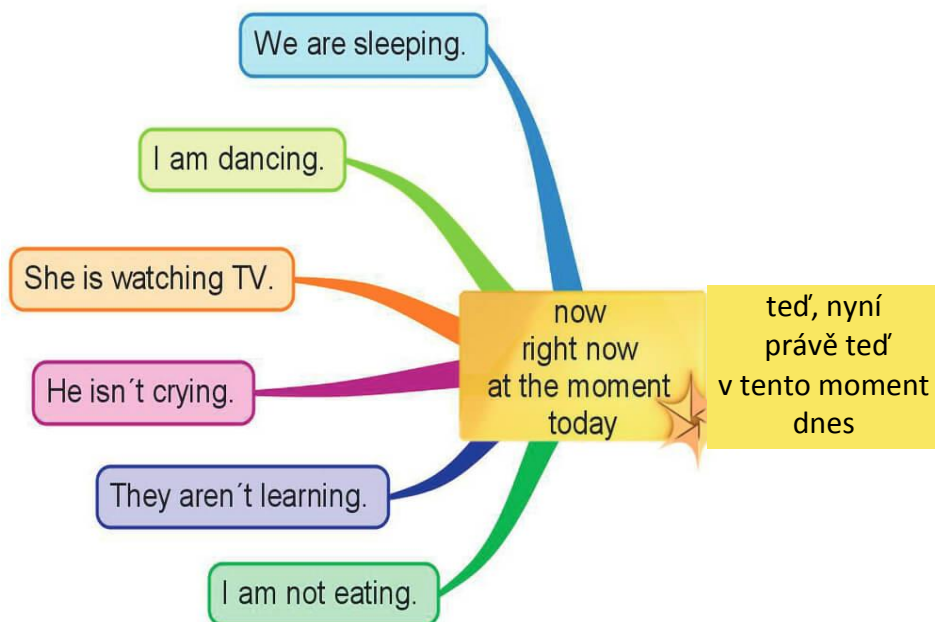 We are sleeping.
I am dancing.
She is watching TV.
He isn´t crying.
They aren´t learning.
I am not eating.
now
right now
at the moment
today
teď, nyní
právě teď
v tento moment
dnes